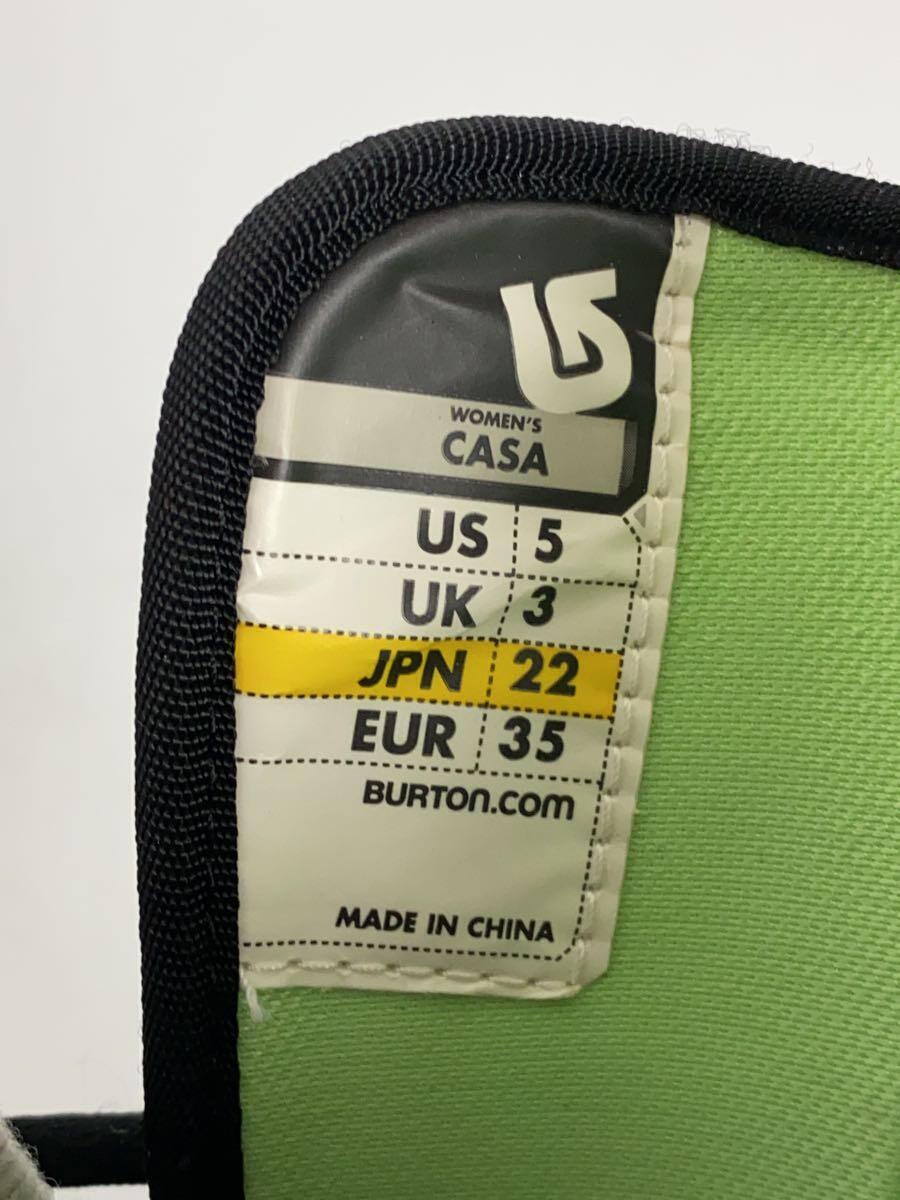 WOMEN'S
CASA
US 5
UK 3
JPN 22
EUR 35
BURTON.COM
MADE IN CHINA